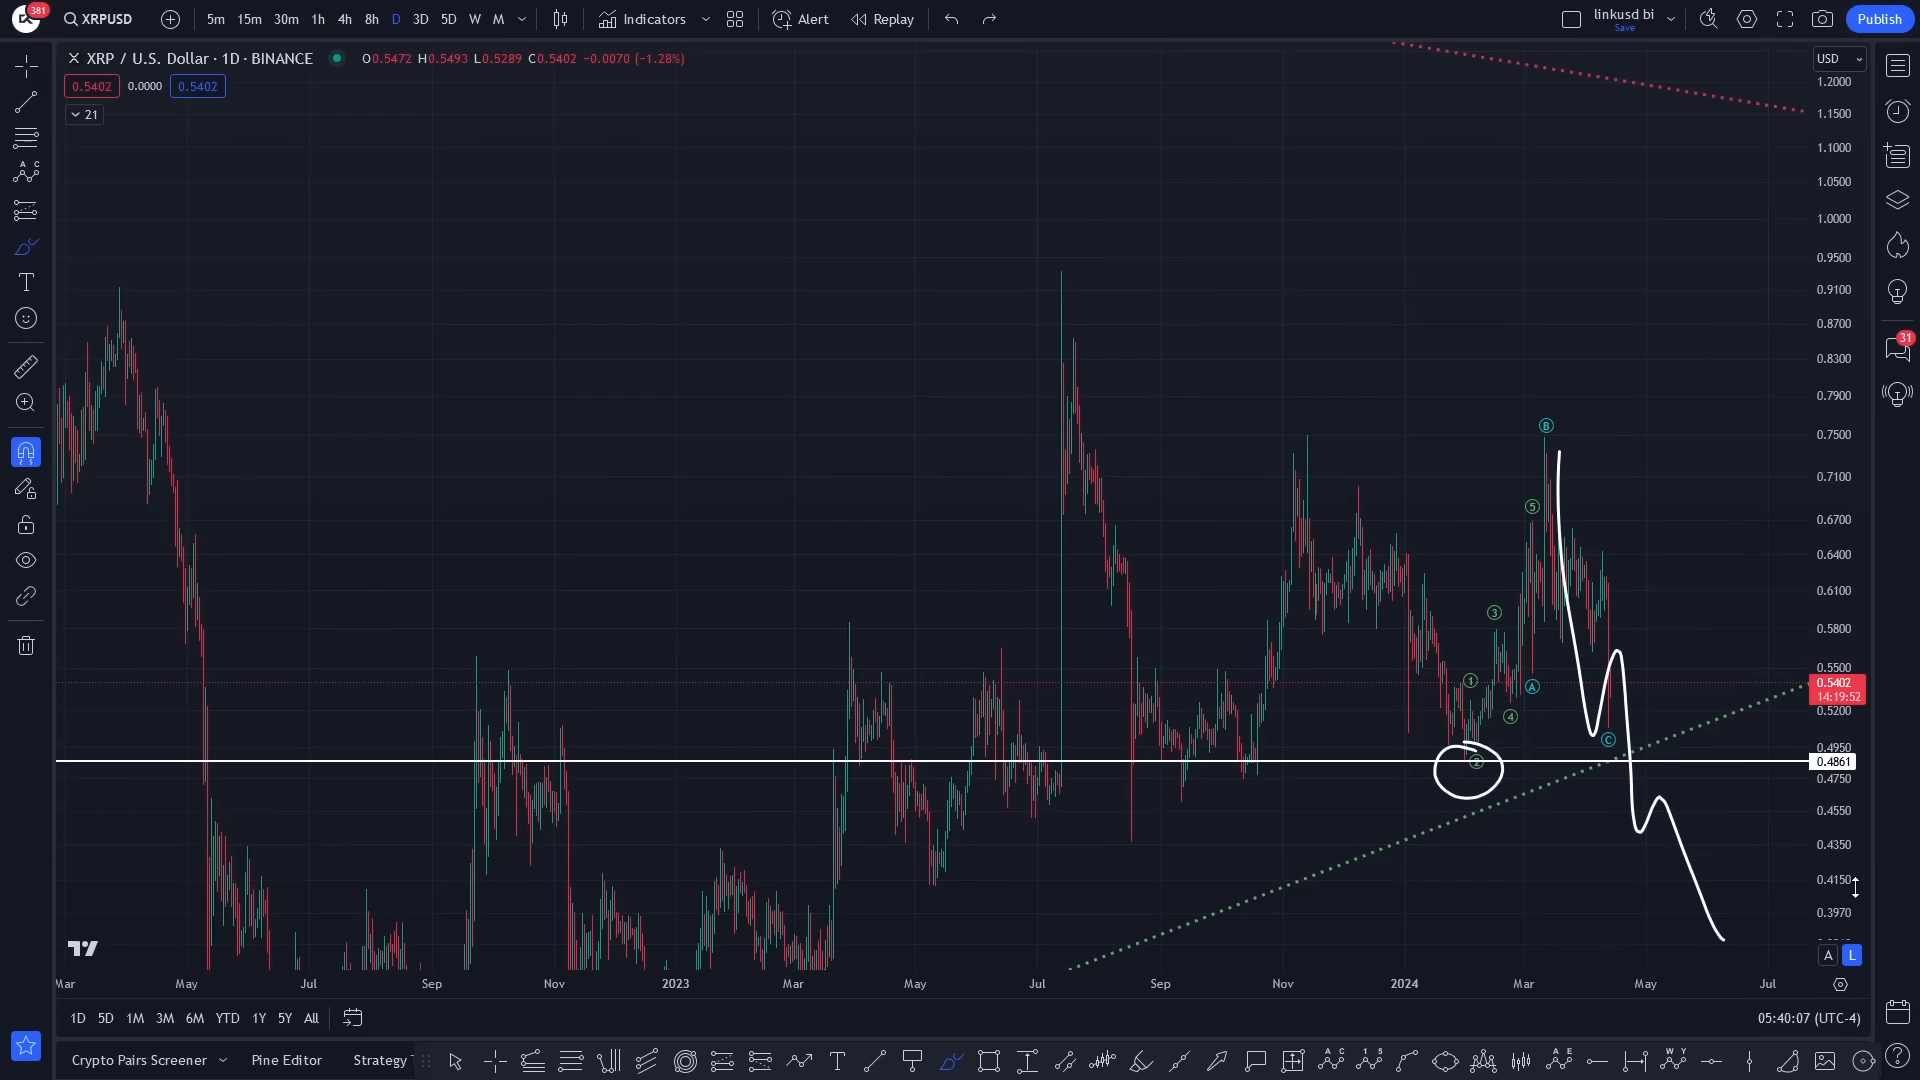 381
XRPUSD
5m 15m 30m 1h 4h 8h D 3D 5D W M
Indicators
Alert
Replay
linkusd bi
Save
Publish
XRP / U.S. Dollar · 1D · BINANCE
O0.5472 H0.5493 L0.5289 C0.5402 −0.0070 (−1.28%)
0.5402 0.0000 0.5402
21
USD
1.2000
1.1500
1.1000
1.0500
1.0000
0.9500
0.9100
0.8700
0.8300
0.7900
0.7500
0.7100
0.6700
0.6400
0.6100
0.5800
0.5500
0.5402
14:19:52
0.5200
0.4950
0.4861
0.4750
0.4550
0.4350
0.4150
0.3970
B
5
3
1
A
4
C
2
31
A L
Mar May Jul Sep Nov 2023 Mar May Jul Sep Nov 2024 Mar May Jul
1D 5D 1M 3M 6M YTD 1Y 5Y All
05:40:07 (UTC-4)
Crypto Pairs Screener Pine Editor Strategy